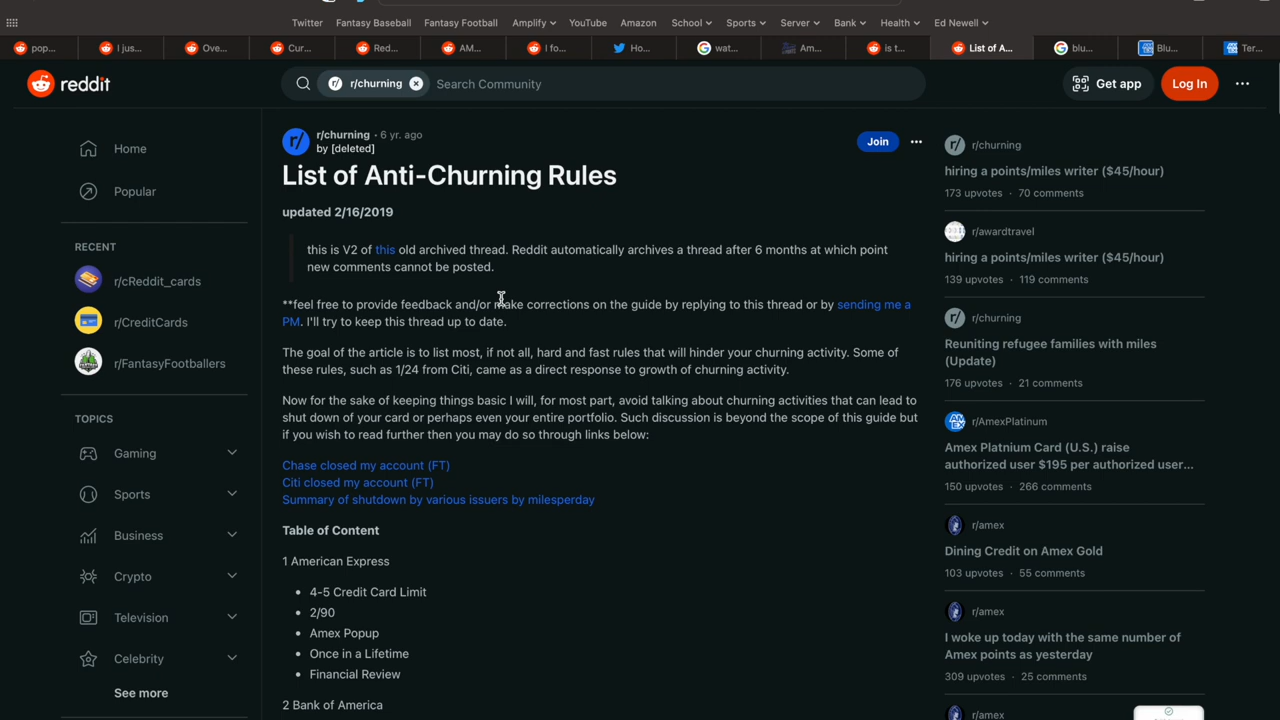 Twitter Fantasy Baseball Fantasy Football Amplify YouTube Amazon School Sports Server Bank Health Ed Newell
pop... I jus... Ove... Cur... Red... AM... I fo... Ho... wat... Am... is t... List of A... blu... Blu... Ter...
reddit
r/churning
Search Community
Get app
Log In
Home
Popular
RECENT
r/cReddit_cards
r/CreditCards
r/FantasyFootballers
TOPICS
Gaming
Sports
Business
Crypto
Television
Celebrity
See more
r/churning • 6 yr. ago
by [deleted]
Join
List of Anti-Churning Rules
updated 2/16/2019
this is V2 of this old archived thread. Reddit automatically archives a thread after 6 months at which point
new comments cannot be posted.
**feel free to provide feedback and/or make corrections on the guide by replying to this thread or by sending me a
PM. I'll try to keep this thread up to date.
The goal of the article is to list most, if not all, hard and fast rules that will hinder your churning activity. Some of
these rules, such as 1/24 from Citi, came as a direct response to growth of churning activity.
Now for the sake of keeping things basic I will, for most part, avoid talking about churning activities that can lead to
shut down of your card or perhaps even your entire portfolio. Such discussion is beyond the scope of this guide but
if you wish to read further then you may do so through links below:
Chase closed my account (FT)
Citi closed my account (FT)
Summary of shutdown by various issuers by milesperday
Table of Content
1 American Express
• 4-5 Credit Card Limit
• 2/90
• Amex Popup
• Once in a Lifetime
• Financial Review
2 Bank of America
r/churning
hiring a points/miles writer ($45/hour)
173 upvotes • 70 comments
r/awardtravel
hiring a points/miles writer ($45/hour)
139 upvotes • 119 comments
r/churning
Reuniting refugee families with miles
(Update)
176 upvotes • 21 comments
r/AmexPlatinum
Amex Platnium Card (U.S.) raise
authorized user $195 per authorized user...
150 upvotes • 266 comments
r/amex
Dining Credit on Amex Gold
103 upvotes • 55 comments
r/amex
I woke up today with the same number of
Amex points as yesterday
309 upvotes • 25 comments
r/amex